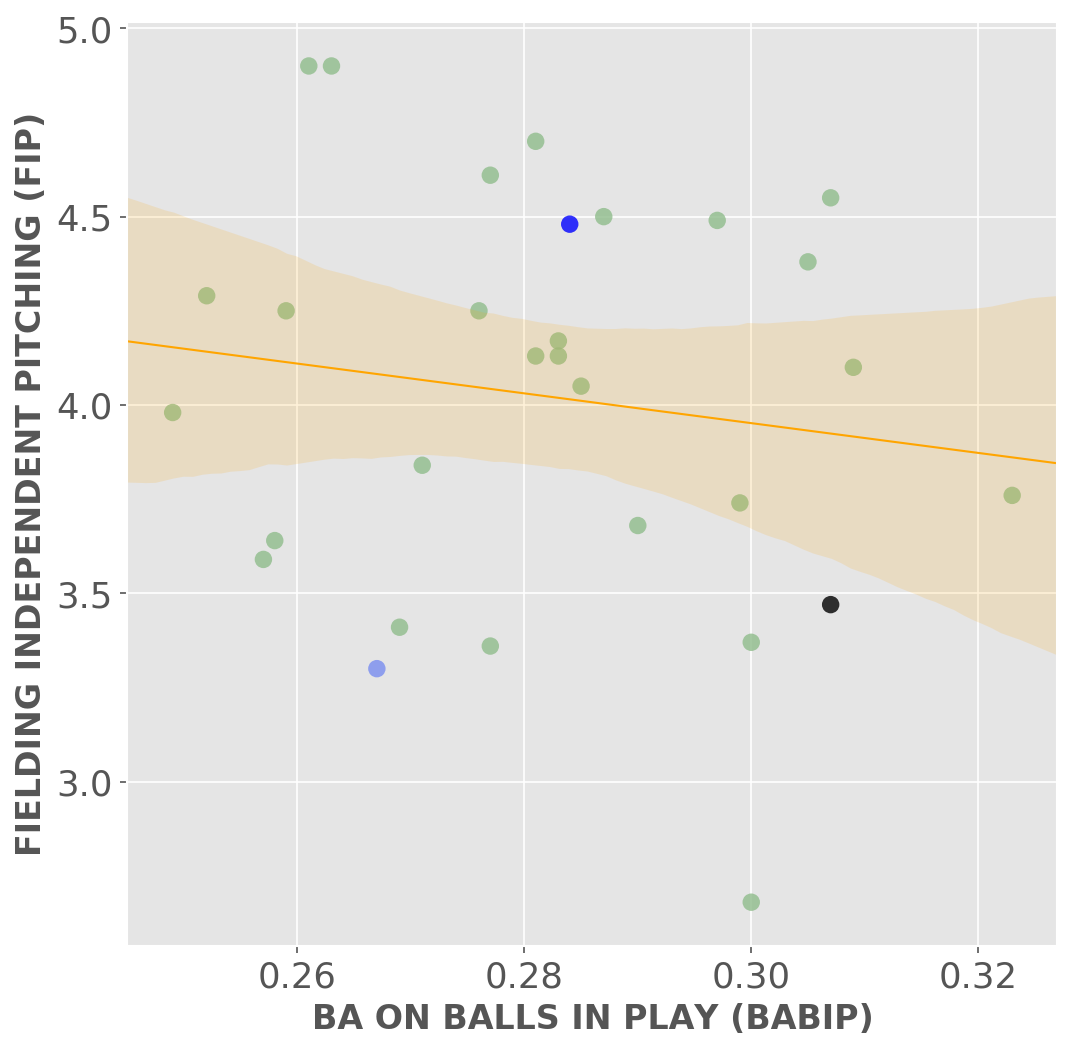 5.0
4.5
4.0
3.5
3.0
FIELDING INDEPENDENT PITCHING (FIP)
0.26 0.28 0.30 0.32
BA ON BALLS IN PLAY (BABIP)